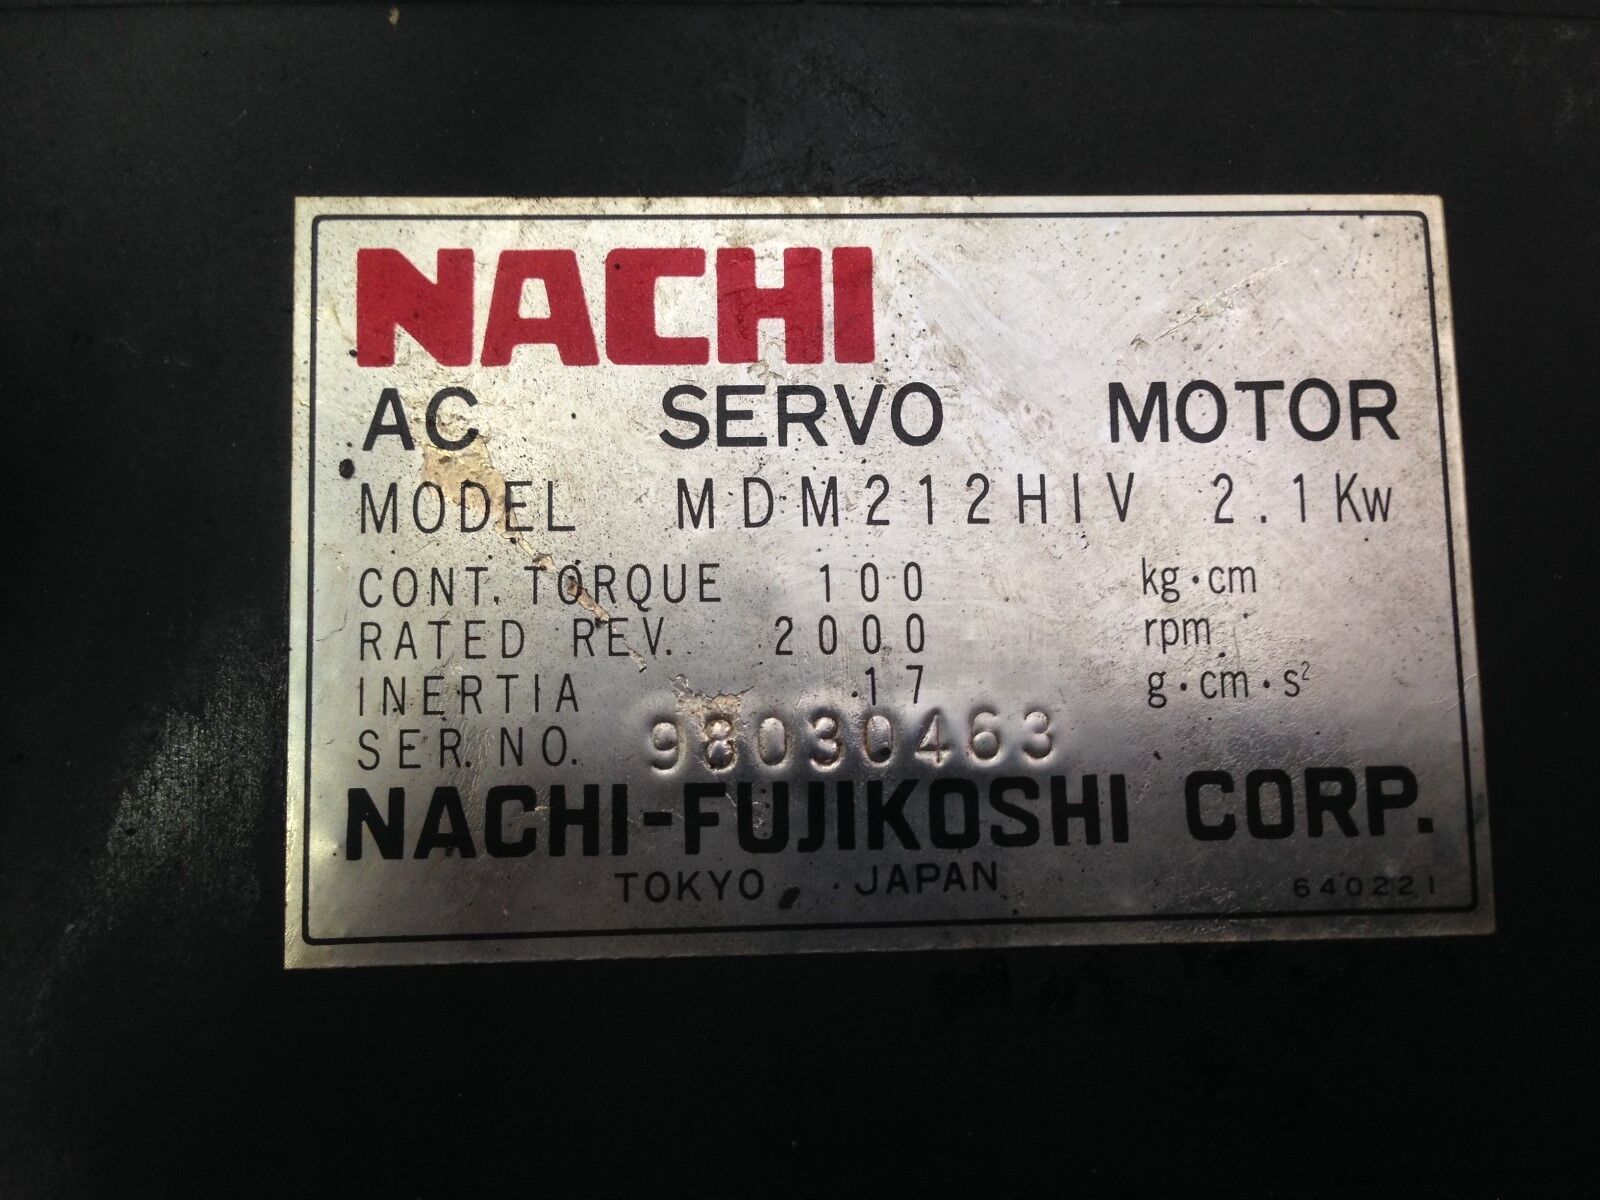 NACHI
AC SERVO MOTOR
MODEL MDM212HIV 2.1Kw
CONT. TORQUE 100 kg・cm
RATED REV. 2000 rpm
INERTIA 17 g・cm・s²
SER. NO. 98030463
NACHI-FUJIKOSHI CORP.
TOKYO JAPAN 640221